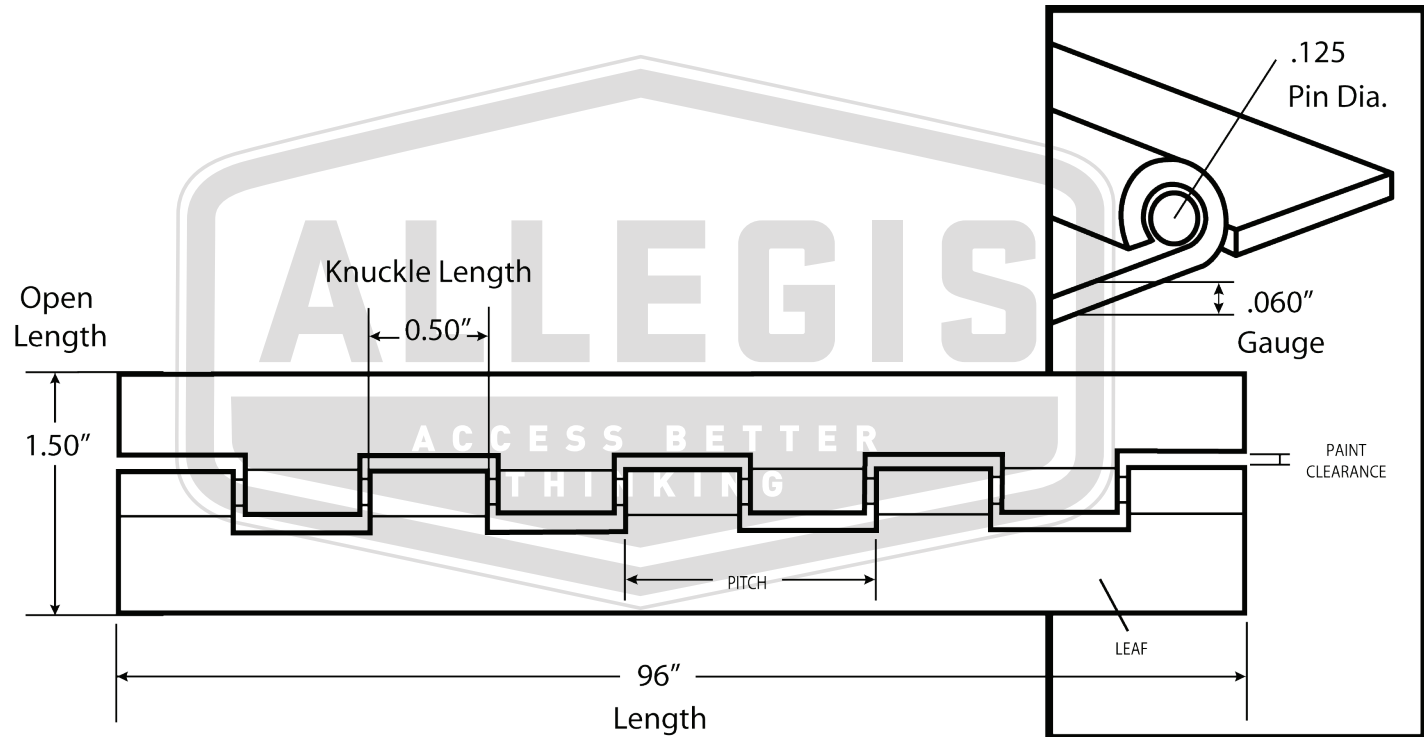 .125
Pin Dia.
Knuckle Length
0.50”
Open
Length
1.50”
.060”
Gauge
ALLEGIS
ACCESS BETTER
THINKING
PAINT
CLEARANCE
PITCH
LEAF
96”
Length